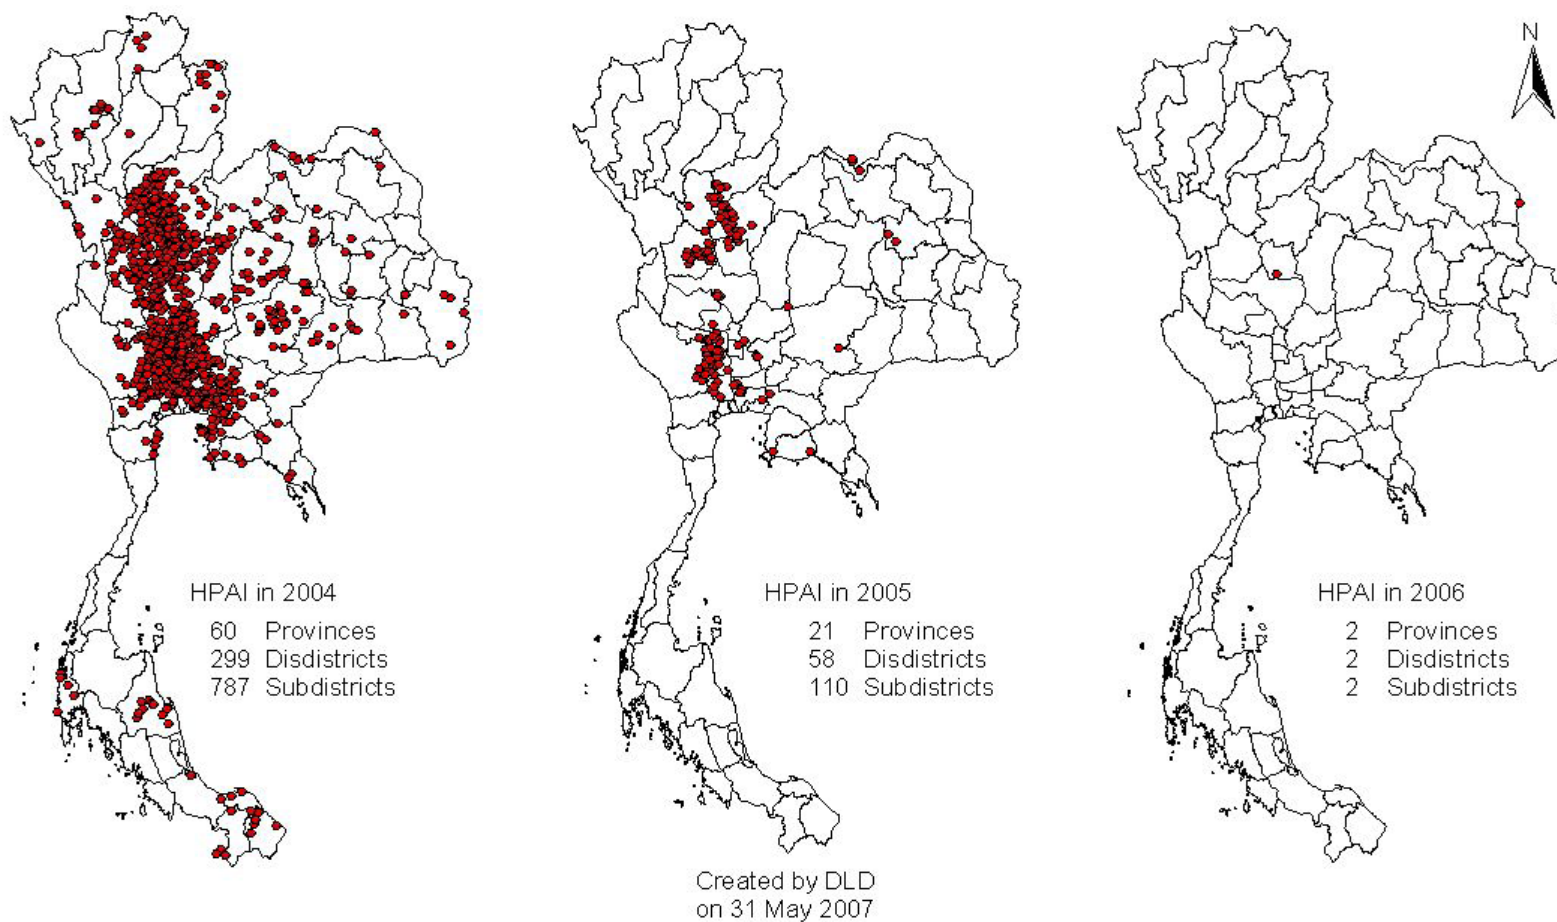 N
HPAI in 2004
60 Provinces
299 Disdistricts
787 Subdistricts
HPAI in 2005
21 Provinces
58 Disdistricts
110 Subdistricts
HPAI in 2006
2 Provinces
2 Disdistricts
2 Subdistricts
Created by DLD
on 31 May 2007